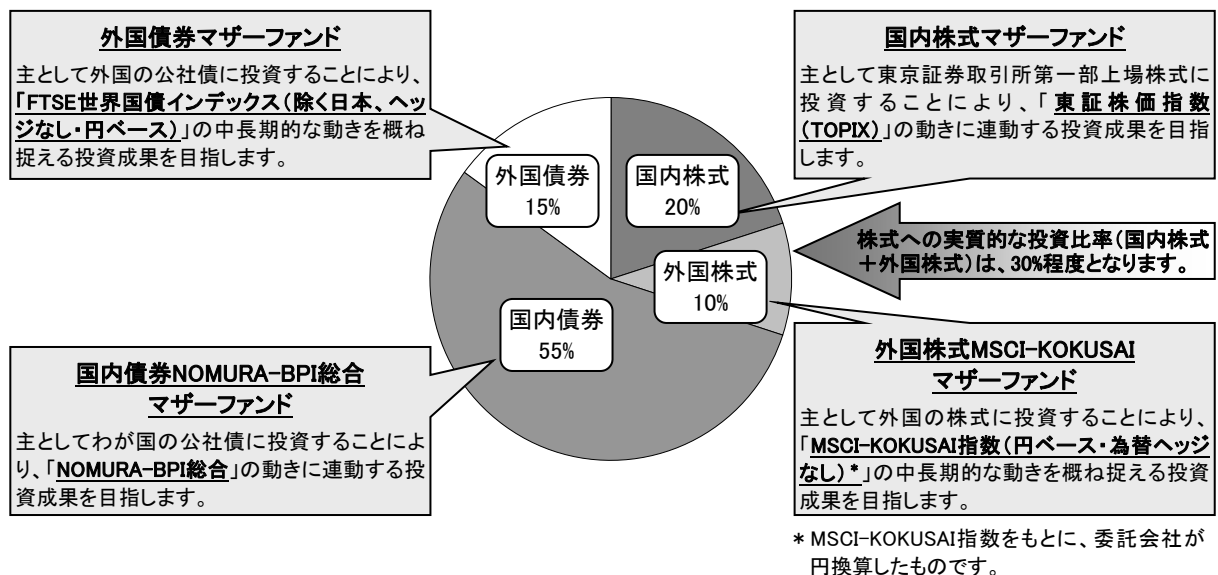 外国債券マザーファンド
主として外国の公社債に投資することにより、
「FTSE世界国債インデックス(除く日本、ヘッ
ジなし・円ベース)」の中長期的な動きを概ね
捉える投資成果を目指します。
国内株式マザーファンド
主として東京証券取引所第一部上場株式に
投資することにより、「東証株価指数
(TOPIX)」の動きに連動する投資成果を目指
します。
外国債券
15%
国内株式
20%
株式への実質的な投資比率(国内株式
+外国株式)は、30%程度となります。
外国株式
10%
国内債券
55%
国内債券NOMURA-BPI総合
マザーファンド
主としてわが国の公社債に投資することによ
り、「NOMURA-BPI総合」の動きに連動する投
資成果を目指します。
外国株式MSCI-KOKUSAI
マザーファンド
主として外国の株式に投資することにより、
「MSCI-KOKUSAI指数(円ベース・為替ヘッジ
なし)*」の中長期的な動きを概ね捉える投資
成果を目指します。
* MSCI-KOKUSAI指数をもとに、委託会社が
円換算したものです。